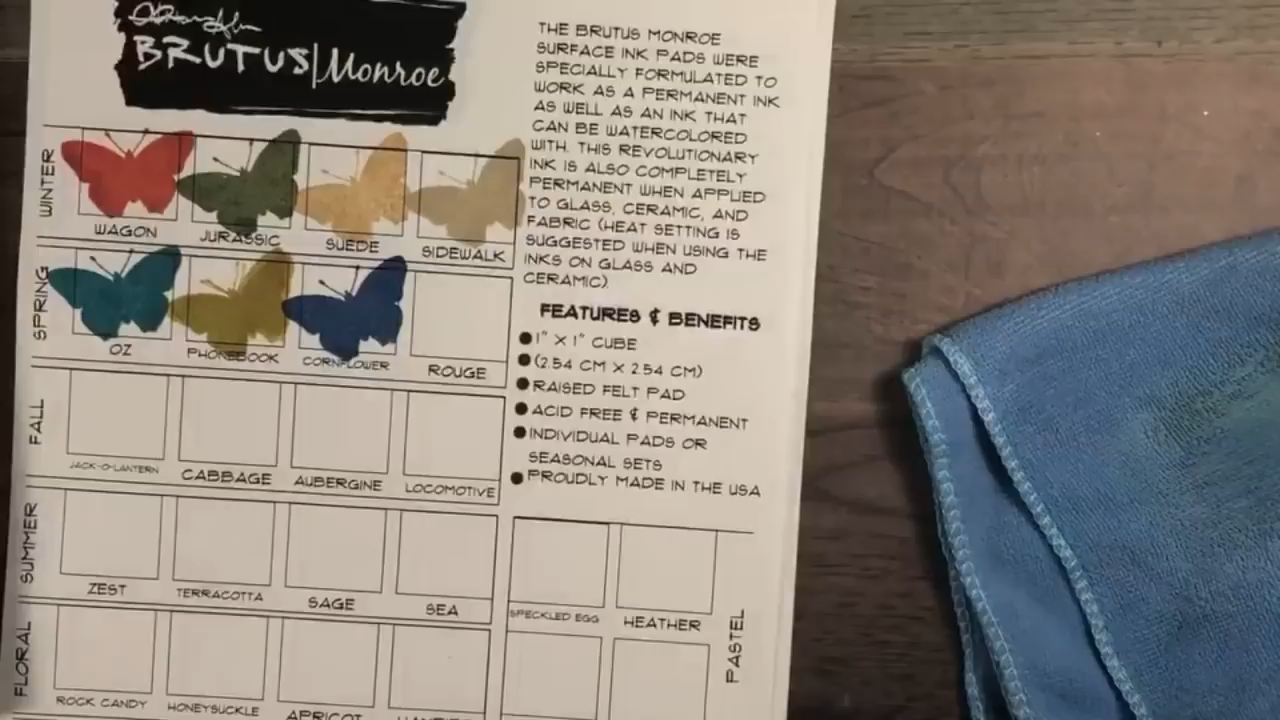 BRUTUS|Monroe
THE BRUTUS MONROE
SURFACE INK PADS WERE
SPECIALLY FORMULATED TO
WORK AS A PERMANENT INK
AS WELL AS AN INK THAT
CAN BE WATERCOLORED
WITH. THIS REVOLUTIONARY
INK IS ALSO COMPLETELY
PERMANENT WHEN APPLIED
TO GLASS, CERAMIC, AND
FABRIC (HEAT SETTING IS
SUGGESTED WHEN USING THE
INKS ON GLASS AND
CERAMIC).
FEATURES & BENEFITS
● 1" X 1" CUBE
● (2.54 CM X 2.54 CM)
● RAISED FELT PAD
● ACID FREE & PERMANENT
● INDIVIDUAL PADS OR
SEASONAL SETS
● PROUDLY MADE IN THE USA
WINTER
WAGON JURASSIC SUEDE SIDEWALK
SPRING
OZ PHONEBOOK CORNFLOWER ROUGE
FALL
JACK-O-LANTERN CABBAGE AUBERGINE LOCOMOTIVE
SUMMER
ZEST TERRACOTTA SAGE SEA
FLORAL
ROCK CANDY HONEYSUCKLE APRICOT
SPECKLED EGG HEATHER
PASTEL